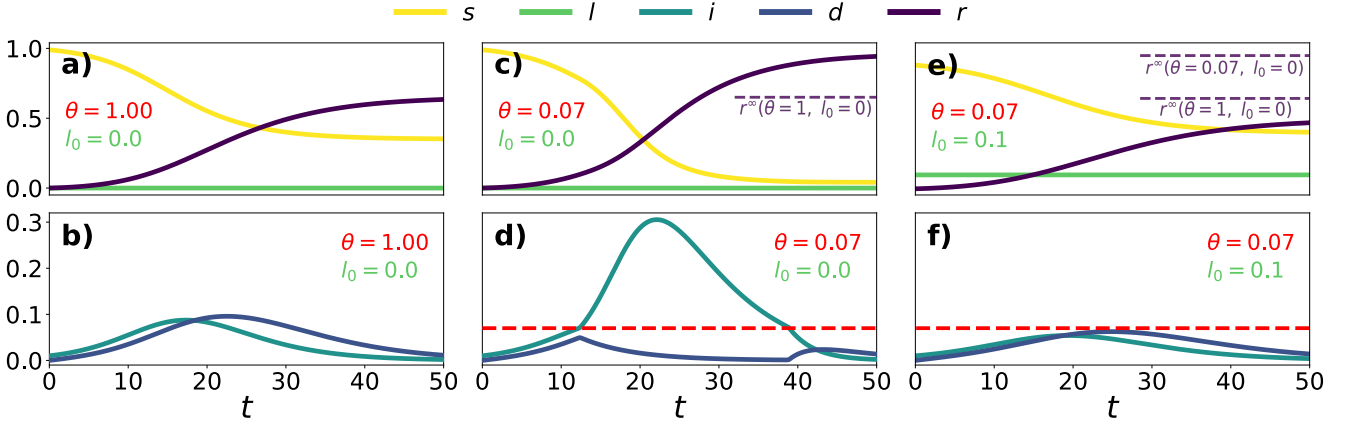 s l i d r
a)
θ = 1.00
l₀ = 0.0
1.0
0.5
0.0
c)
θ = 0.07
l₀ = 0.0
r^∞(θ = 1, l₀ = 0)
e)
θ = 0.07
l₀ = 0.1
r^∞(θ = 0.07, l₀ = 0)
r^∞(θ = 1, l₀ = 0)
b)
θ = 1.00
l₀ = 0.0
0.3
0.2
0.1
0.0
0 10 20 30 40 50
t
d)
θ = 0.07
l₀ = 0.0
0 10 20 30 40 50
t
f)
θ = 0.07
l₀ = 0.1
0 10 20 30 40 50
t